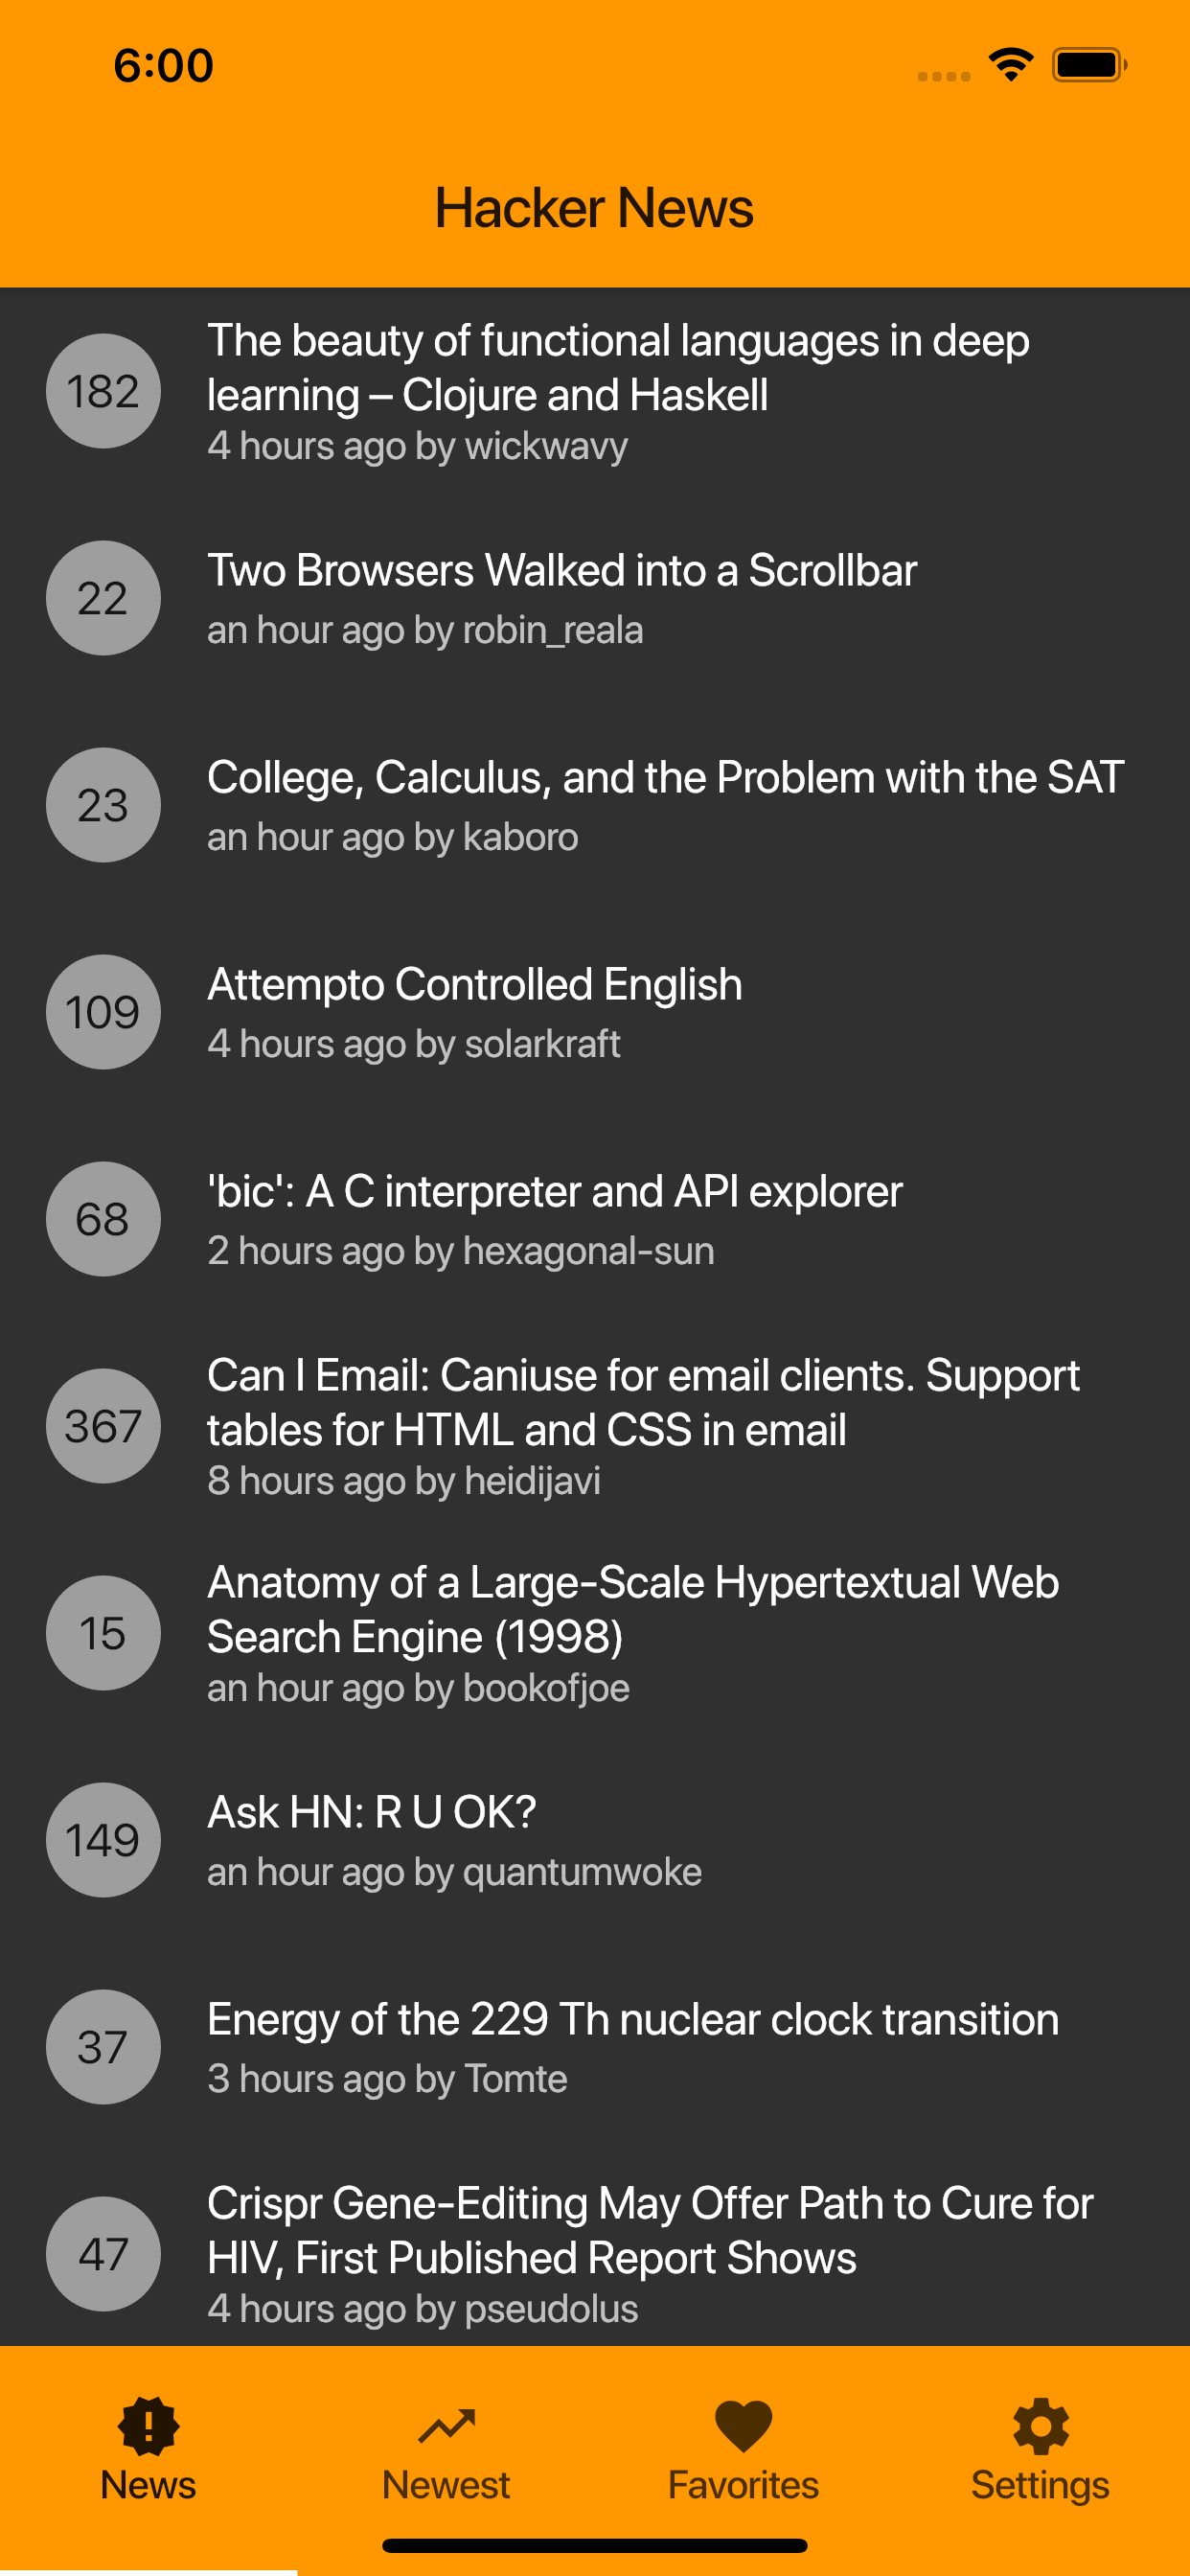 6:00
Hacker News
182
The beauty of functional languages in deep
learning – Clojure and Haskell
4 hours ago by wickwavy
22
Two Browsers Walked into a Scrollbar
an hour ago by robin_reala
23
College, Calculus, and the Problem with the SAT
an hour ago by kaboro
109
Attempto Controlled English
4 hours ago by solarkraft
68
'bic': A C interpreter and API explorer
2 hours ago by hexagonal-sun
367
Can I Email: Caniuse for email clients. Support
tables for HTML and CSS in email
8 hours ago by heidijavi
15
Anatomy of a Large-Scale Hypertextual Web
Search Engine (1998)
an hour ago by bookofjoe
149
Ask HN: R U OK?
an hour ago by quantumwoke
37
Energy of the 229 Th nuclear clock transition
3 hours ago by Tomte
47
Crispr Gene-Editing May Offer Path to Cure for
HIV, First Published Report Shows
4 hours ago by pseudolus
News
Newest
Favorites
Settings